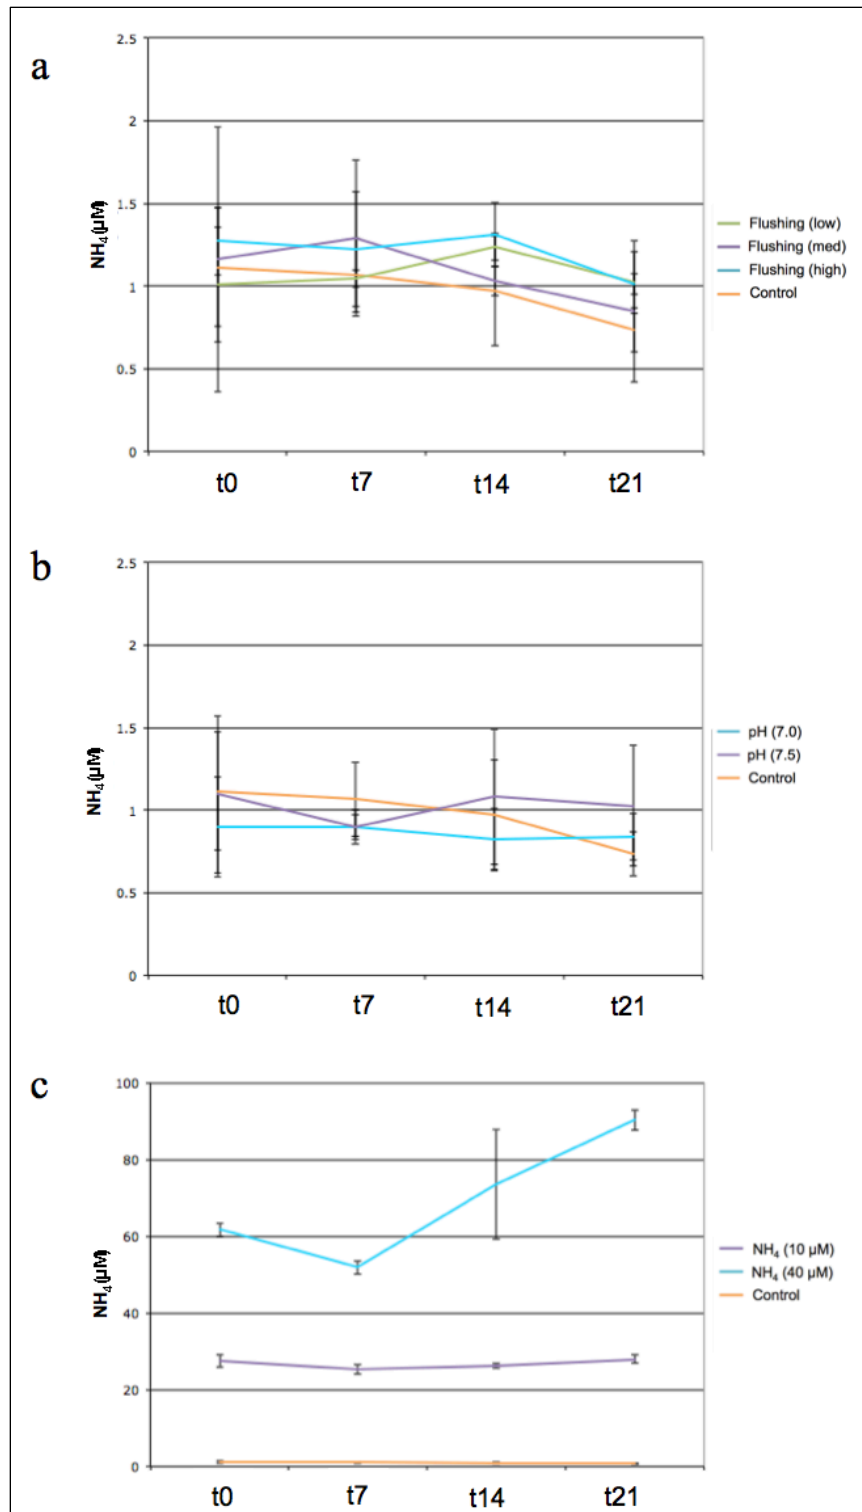 a
2.5
2
1.5
1
0.5
0
NH₄(µM)
t0 t7 t14 t21
Flushing (low)
Flushing (med)
Flushing (high)
Control
b
2.5
2
1.5
1
0.5
0
NH₄(µM)
t0 t7 t14 t21
pH (7.0)
pH (7.5)
Control
c
100
80
60
40
20
0
NH₄(µM)
t0 t7 t14 t21
NH₄ (10 µM)
NH₄ (40 µM)
Control